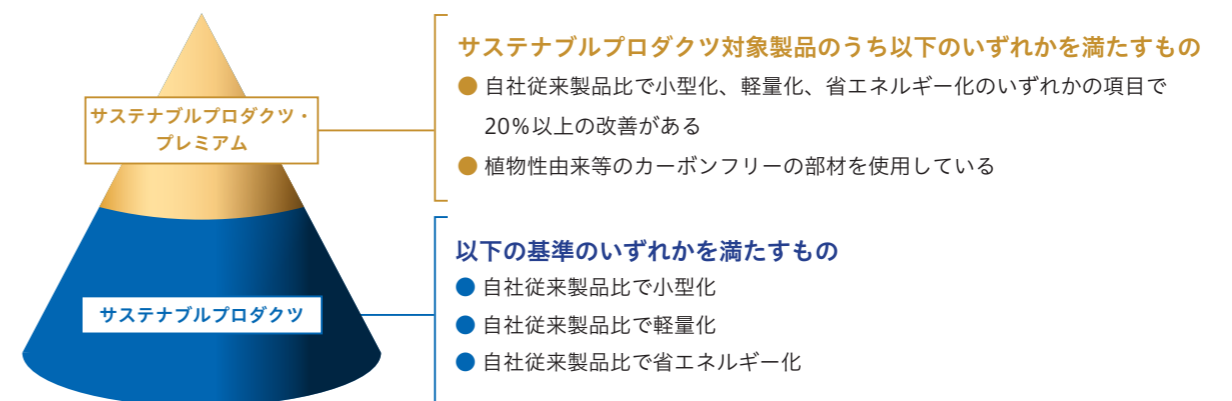 サステナブルプロダクツ対象製品のうち以下のいずれかを満たすもの
● 自社従来製品比で小型化、軽量化、省エネルギー化のいずれかの項目で
20%以上の改善がある
● 植物性由来等のカーボンフリーの部材を使用している
サステナブルプロダクツ・
プレミアム
以下の基準のいずれかを満たすもの
● 自社従来製品比で小型化
● 自社従来製品比で軽量化
● 自社従来製品比で省エネルギー化
サステナブルプロダクツ